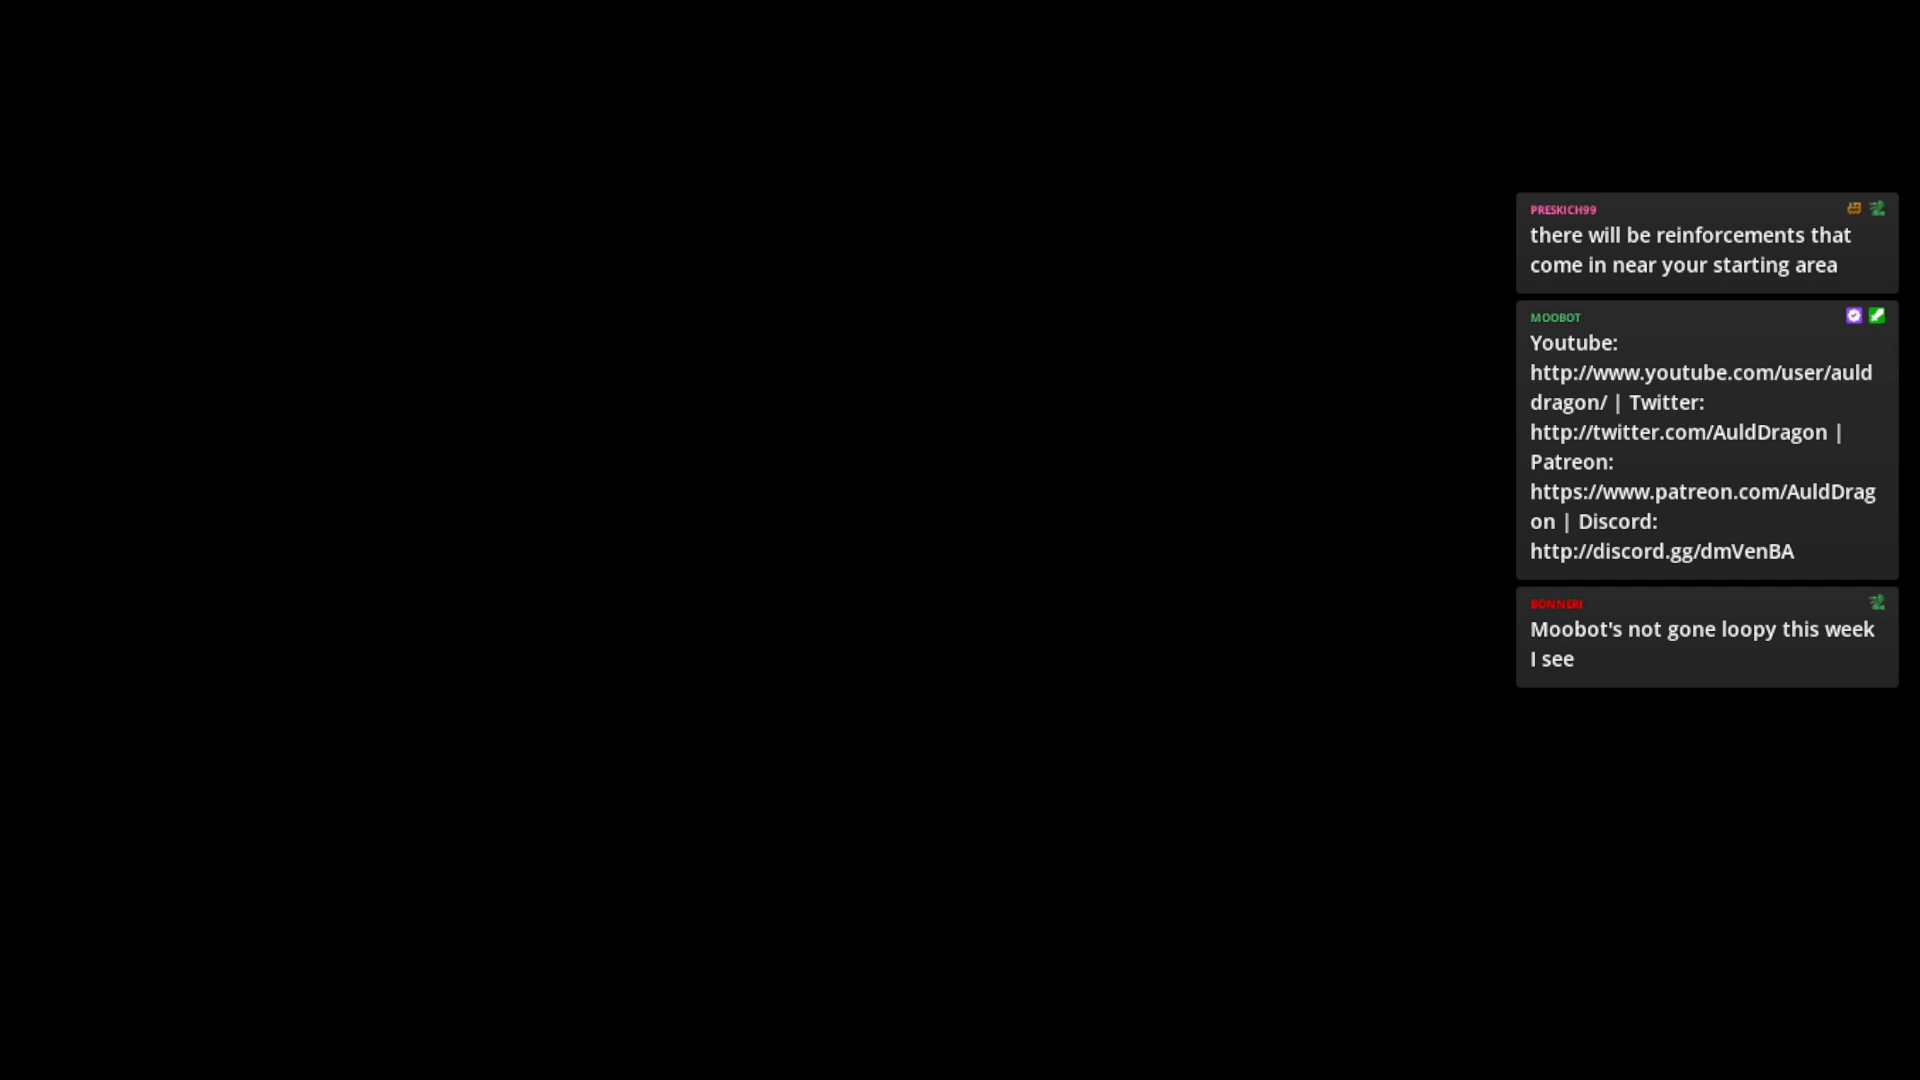 PRESKICH99
there will be reinforcements that
come in near your starting area
MOOBOT
Youtube:
http://www.youtube.com/user/auld
dragon/ | Twitter:
http://twitter.com/AuldDragon |
Patreon:
https://www.patreon.com/AuldDrag
on | Discord:
http://discord.gg/dmVenBA
BONNERI
Moobot's not gone loopy this week
I see